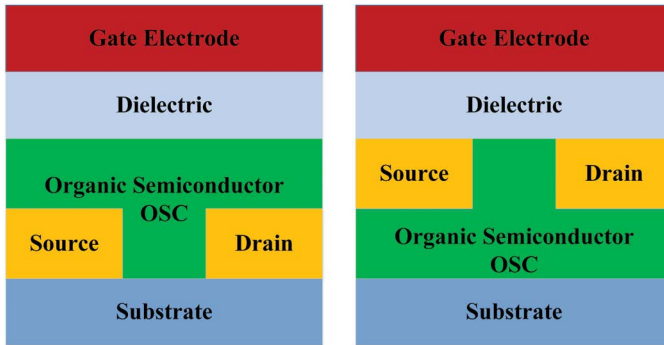 Gate Electrode
Dielectric
Organic Semiconductor
OSC
Source
Drain
Substrate
Gate Electrode
Dielectric
Source
Drain
Organic Semiconductor
OSC
Substrate